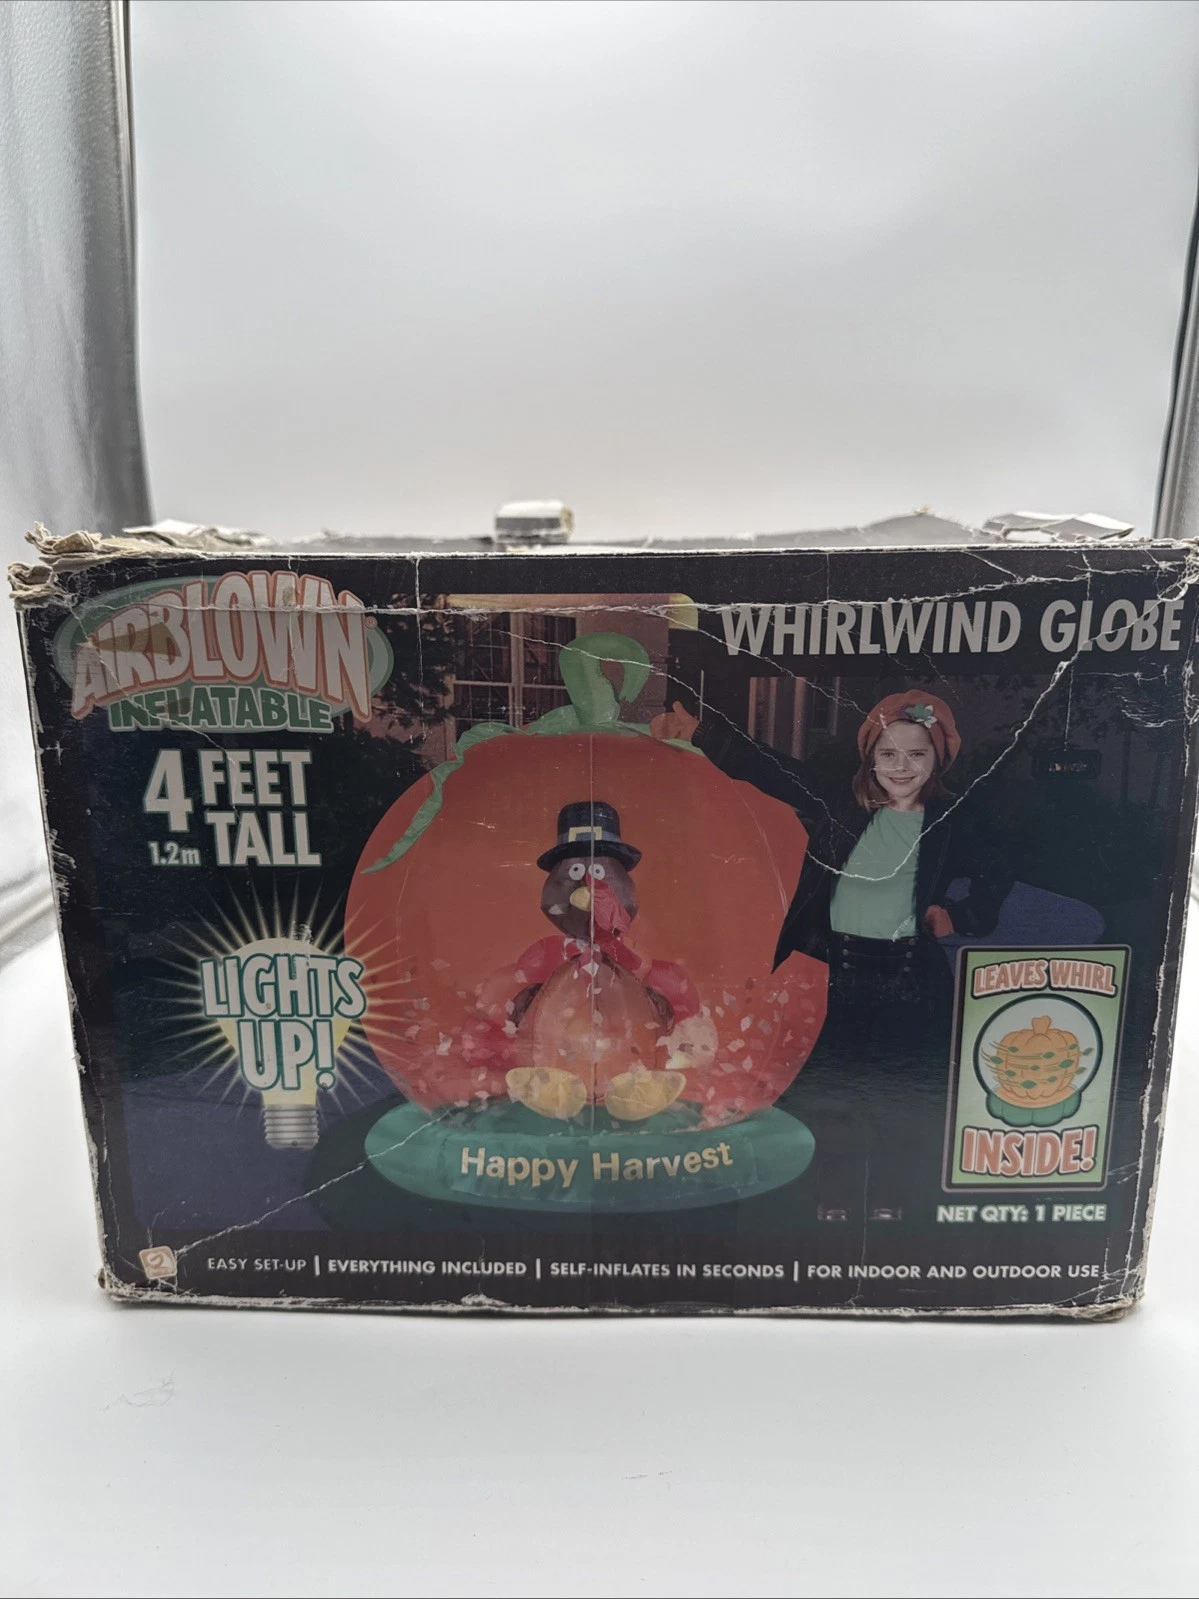 AIRBLOWN®
INFLATABLE
WHIRLWIND GLOBE
4 FEET
TALL
1.2m
LIGHTS
UP!
LEAVES WHIRL
INSIDE!
Happy Harvest
NET QTY: 1 PIECE
EASY SET-UP | EVERYTHING INCLUDED | SELF-INFLATES IN SECONDS | FOR INDOOR AND OUTDOOR USE